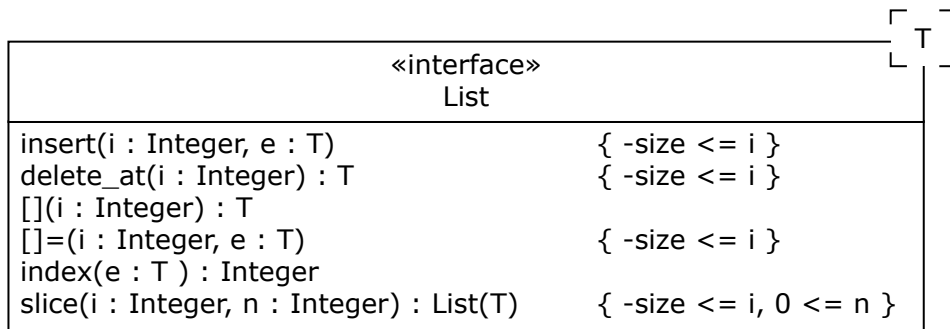 T
«interface»
List
insert(i : Integer, e : T) { -size <= i }
delete_at(i : Integer) : T { -size <= i }
[](i : Integer) : T
[]=(i : Integer, e : T) { -size <= i }
index(e : T ) : Integer
slice(i : Integer, n : Integer) : List(T) { -size <= i, 0 <= n }